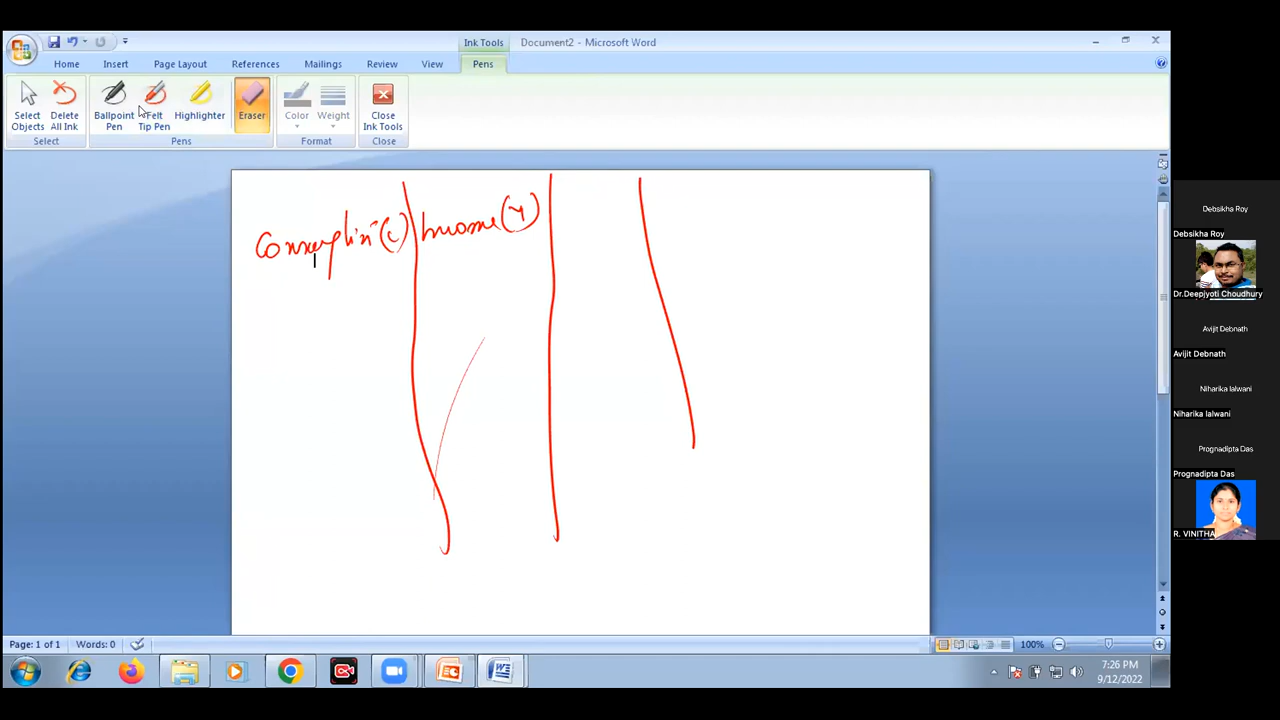 Ink Tools
Document2 - Microsoft Word
Home
Insert
Page Layout
References
Mailings
Review
View
Pens
Select
Objects
Delete
All Ink
Ballpoint
Pen
Felt
Tip Pen
Highlighter
Eraser
Color
Weight
Close
Ink Tools
Select
Pens
Format
Close
Consumption (C)
Income (Y)
Debsikha Roy
Debsikha Roy
Dr.Deepjyoti Choudhury
Avijit Debnath
Avijit Debnath
Niharika lalwani
Niharika lalwani
Prognadipta Das
Prognadipta Das
R. VINITHA
Page: 1 of 1
Words: 0
100%
7:26 PM
9/12/2022